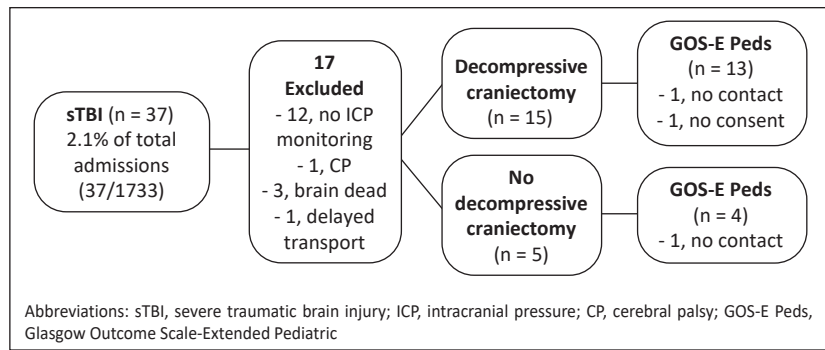 sTBI (n = 37)
2.1% of total
admissions
(37/1733)
17
Excluded
- 12, no ICP
monitoring
- 1, CP
- 3, brain dead
- 1, delayed
transport
Decompressive
craniectomy
(n = 15)
GOS-E Peds
(n = 13)
- 1, no contact
- 1, no consent
No
decompressive
craniectomy
(n = 5)
GOS-E Peds
(n = 4)
- 1, no contact
Abbreviations: sTBI, severe traumatic brain injury; ICP, intracranial pressure; CP, cerebral palsy; GOS-E Peds,
Glasgow Outcome Scale-Extended Pediatric